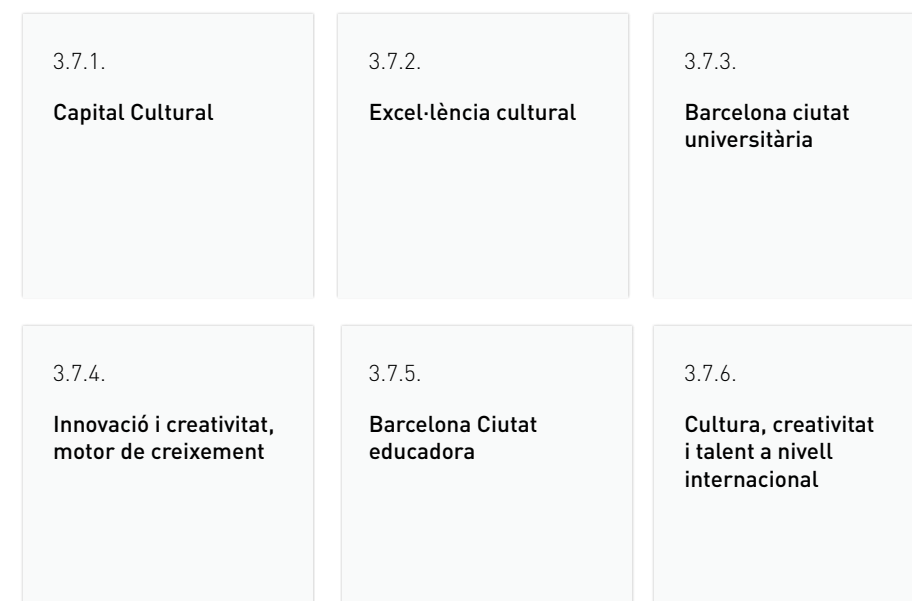 3.7.1.
Capital Cultural
3.7.2.
Excel·lència cultural
3.7.3.
Barcelona ciutat
universitària
3.7.4.
Innovació i creativitat,
motor de creixement
3.7.5.
Barcelona Ciutat
educadora
3.7.6.
Cultura, creativitat
i talent a nivell
internacional